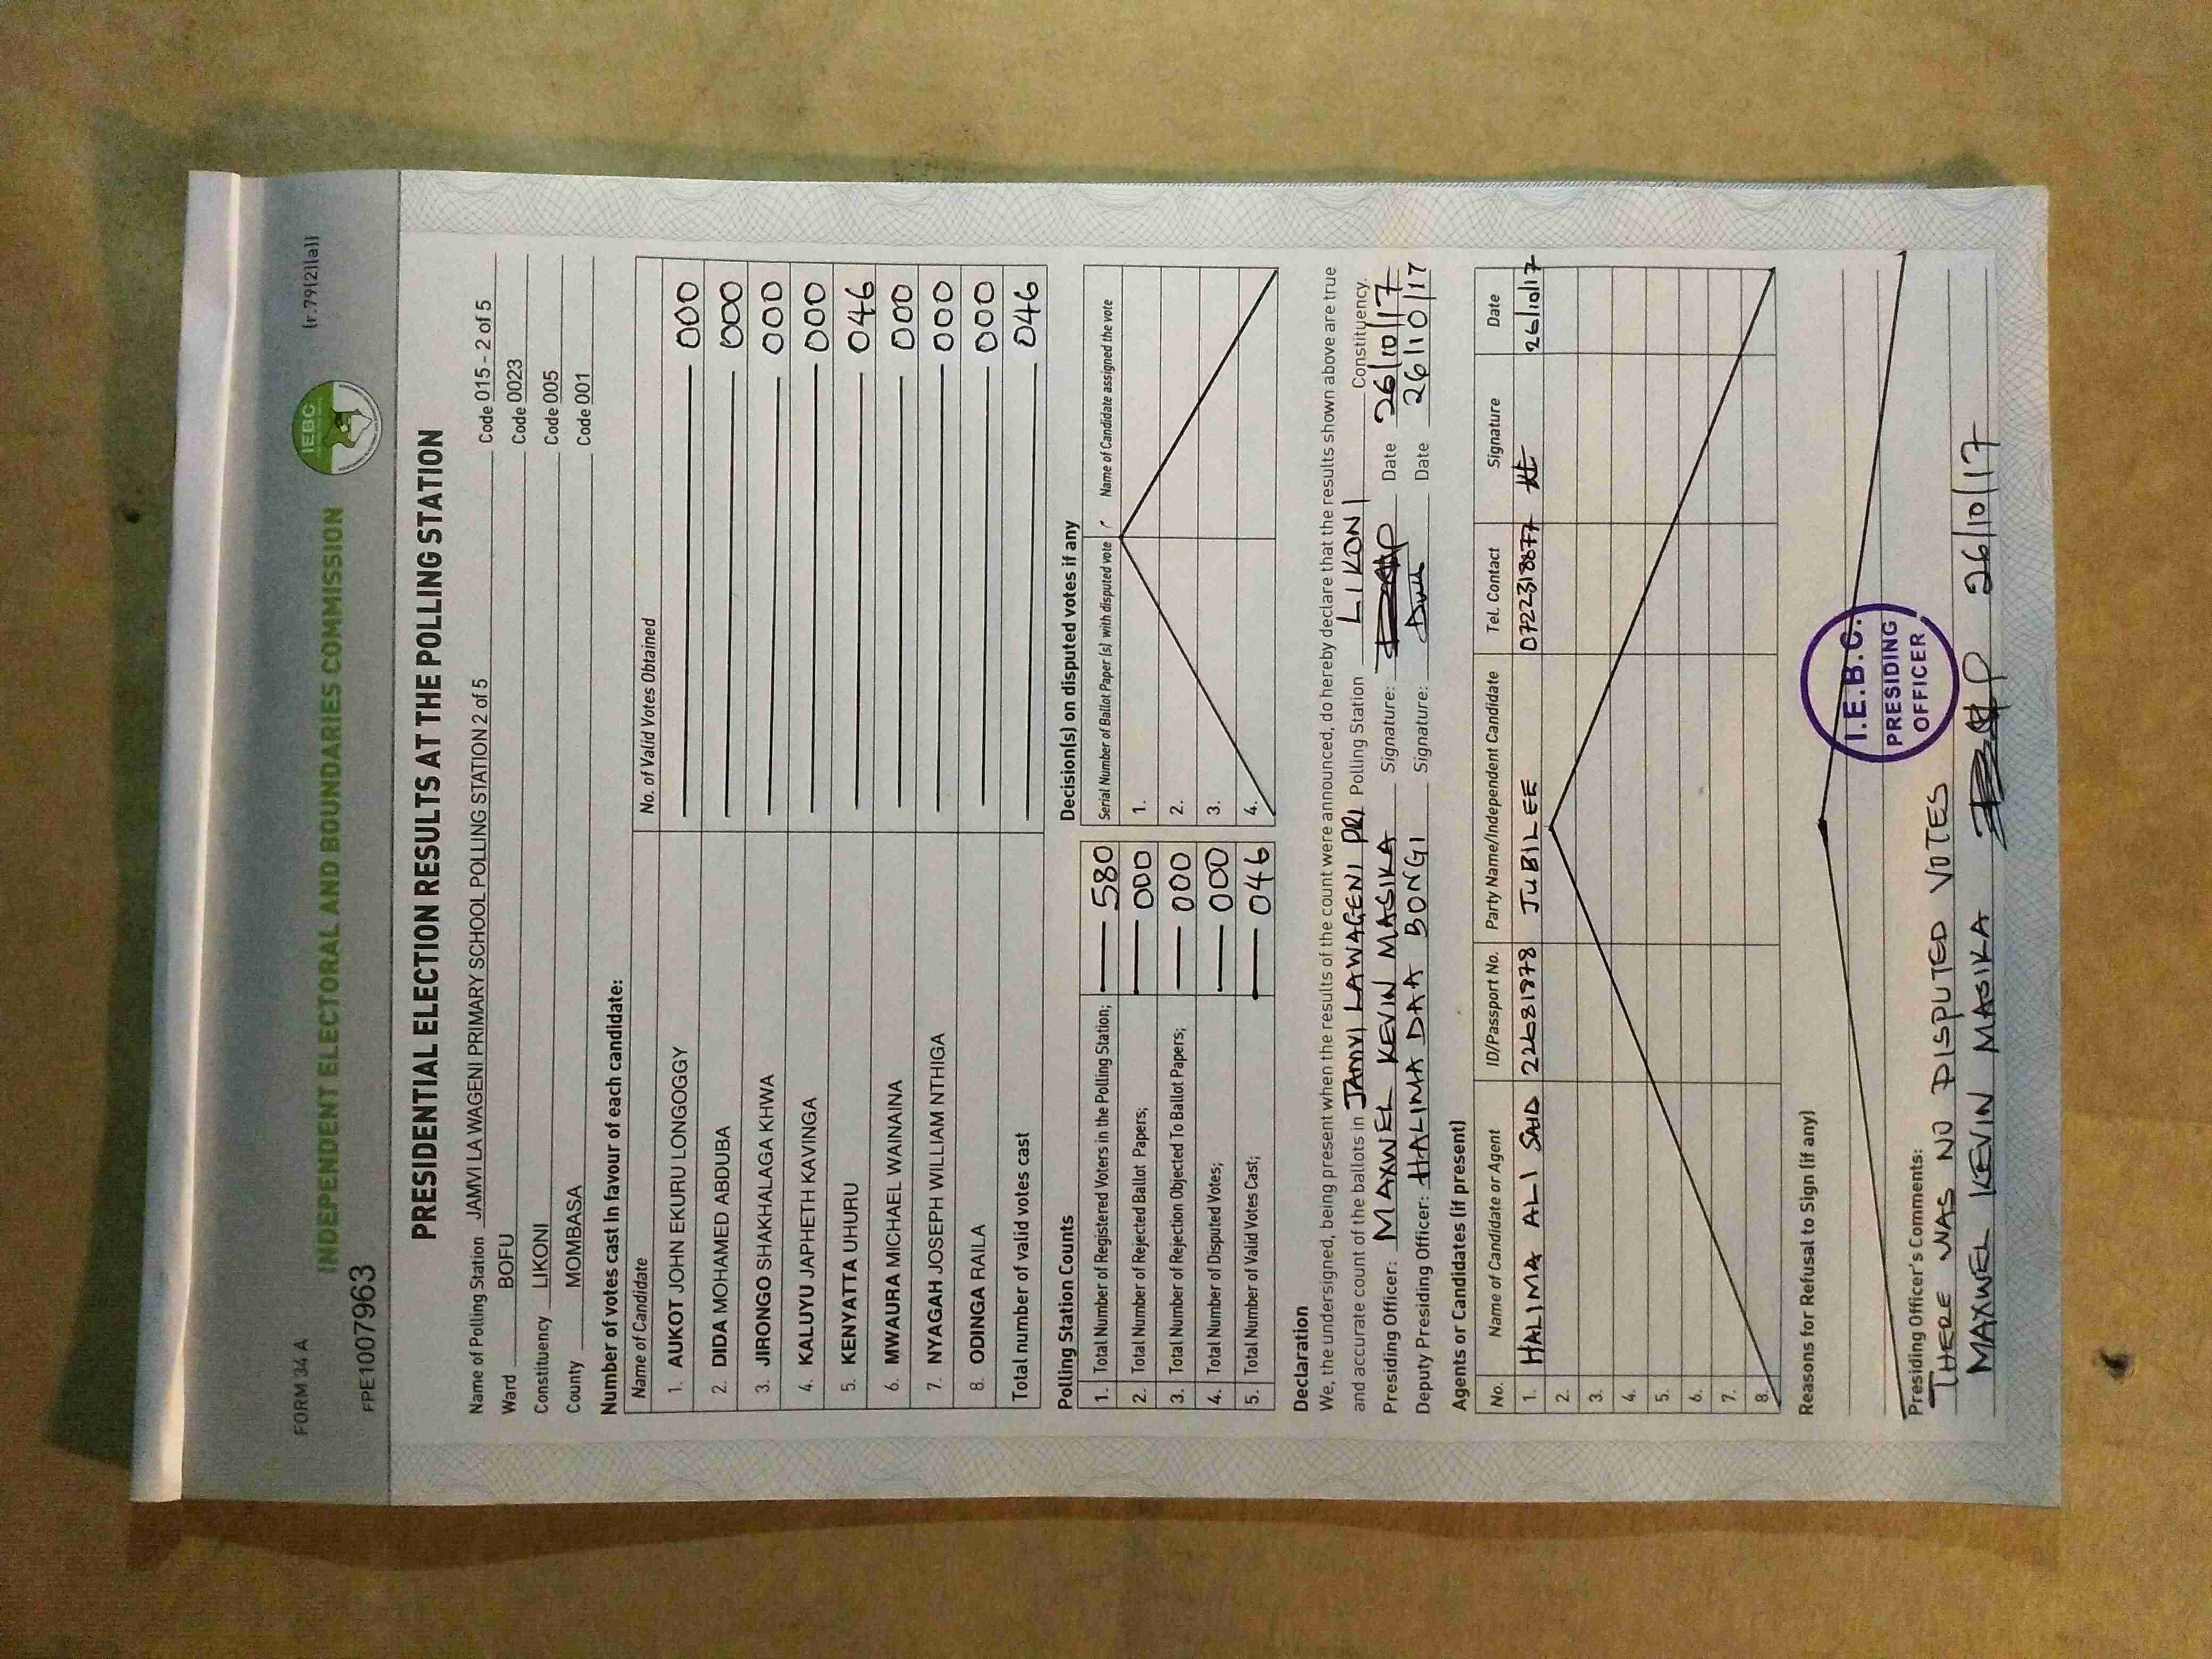 FORM 34 A
(r.79(2)(a))
INDEPENDENT ELECTORAL AND BOUNDARIES COMMISSION
IEBC
FPE1007963
PRESIDENTIAL ELECTION RESULTS AT THE POLLING STATION
Name of Polling Station JAMVI LA WAGENI PRIMARY SCHOOL POLLING STATION 2 of 5 Code 015 - 2 of 5
Ward BOFU Code 0023
Constituency LIKONI Code 005
County MOMBASA Code 001
Number of votes cast in favour of each candidate:
Name of Candidate No. of Valid Votes Obtained
1. AUKOT JOHN EKURU LONGOGGY 000
2. DIDA MOHAMED ABDUBA 000
3. JIRONGO SHAKHALAGA KHWA 000
4. KALUYU JAPHETH KAVINGA 000
5. KENYATTA UHURU 046
6. MWAURA MICHAEL WAINAINA 000
7. NYAGAH JOSEPH WILLIAM NTHIGA 000
8. ODINGA RAILA 000
Total number of valid votes cast 046
Polling Station Counts
1. Total Number of Registered Voters in the Polling Station; 580
2. Total Number of Rejected Ballot Papers; 000
3. Total Number of Rejection Objected To Ballot Papers; 000
4. Total Number of Disputed Votes; 000
5. Total Number of Valid Votes Cast; 046
Decision(s) on disputed votes if any
Serial Number of Ballot Paper (s) with disputed vote Name of Candidate assigned the vote
1.
2.
3.
4.
Declaration
We, the undersigned, being present when the results of the count were announced, do hereby declare that the results shown above are true
and accurate count of the ballots in JAMVI LAWAGENI PRI Polling Station LIKONI Constituency.
Presiding Officer: MAXWEL KEVIN MASIKA Signature: Date 26/10/17
Deputy Presiding Officer: HALIMA DAA BONGI Signature: Date 26/10/17
Agents or Candidates (if present)
No. Name of Candidate or Agent ID/Passport No. Party Name/Independent Candidate Tel. Contact Signature Date
1. HALIMA ALI SAID 22681978 JUBILEE 0722318877 26/10/17
2.
3.
4.
5.
6.
7.
8.
Reasons for Refusal to Sign (if any)
I.E.B.C.
PRESIDING
OFFICER
Presiding Officer's Comments:
THERE WAS NO DISPUTED VOTES
MAXWEL KEVIN MASIKA 26/10/17